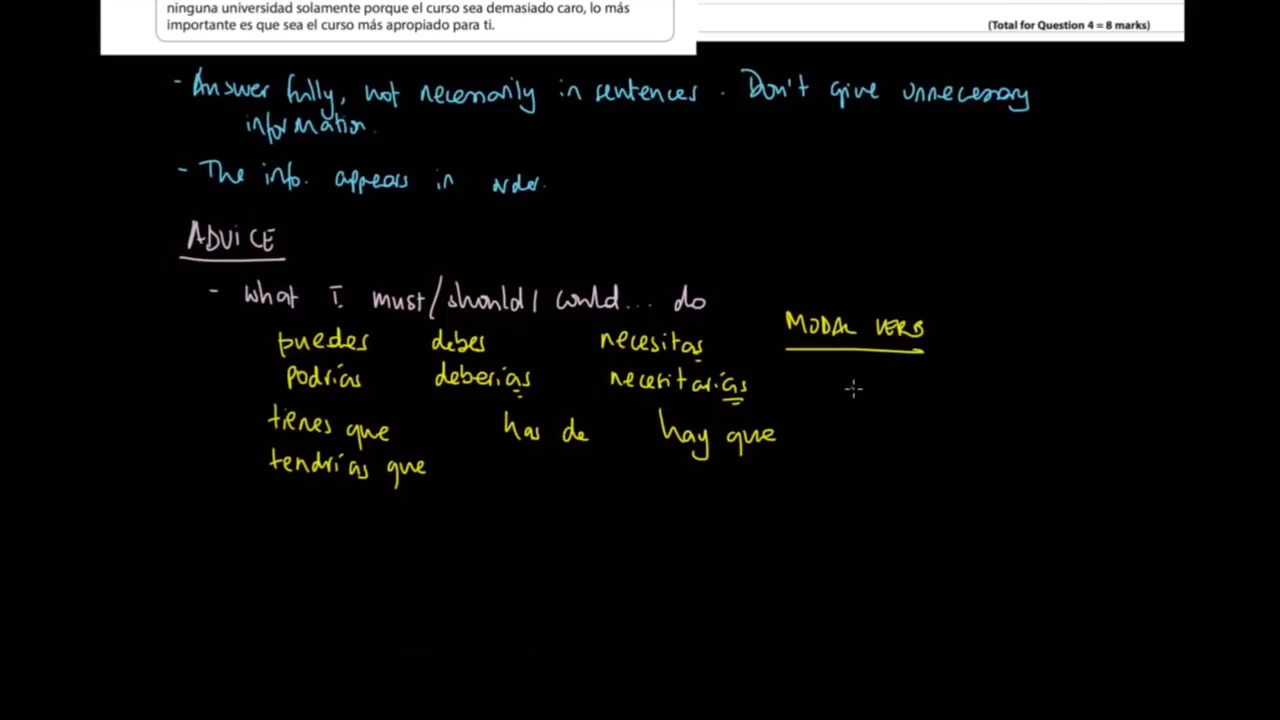 ninguna universidad solamente porque el curso sea demasiado caro, lo más
importante es que sea el curso más apropiado para ti.
(Total for Question 4 = 8 marks)
- Answer fully, not necessarily in sentences. Don't give unnecessary
information.
- The info. appears in order.
ADVICE
- what I must/should/could... do
MODAL VERB
puedes debes necesitas
podrías deberías necesitarías
tienes que has de hay que
tendrías que